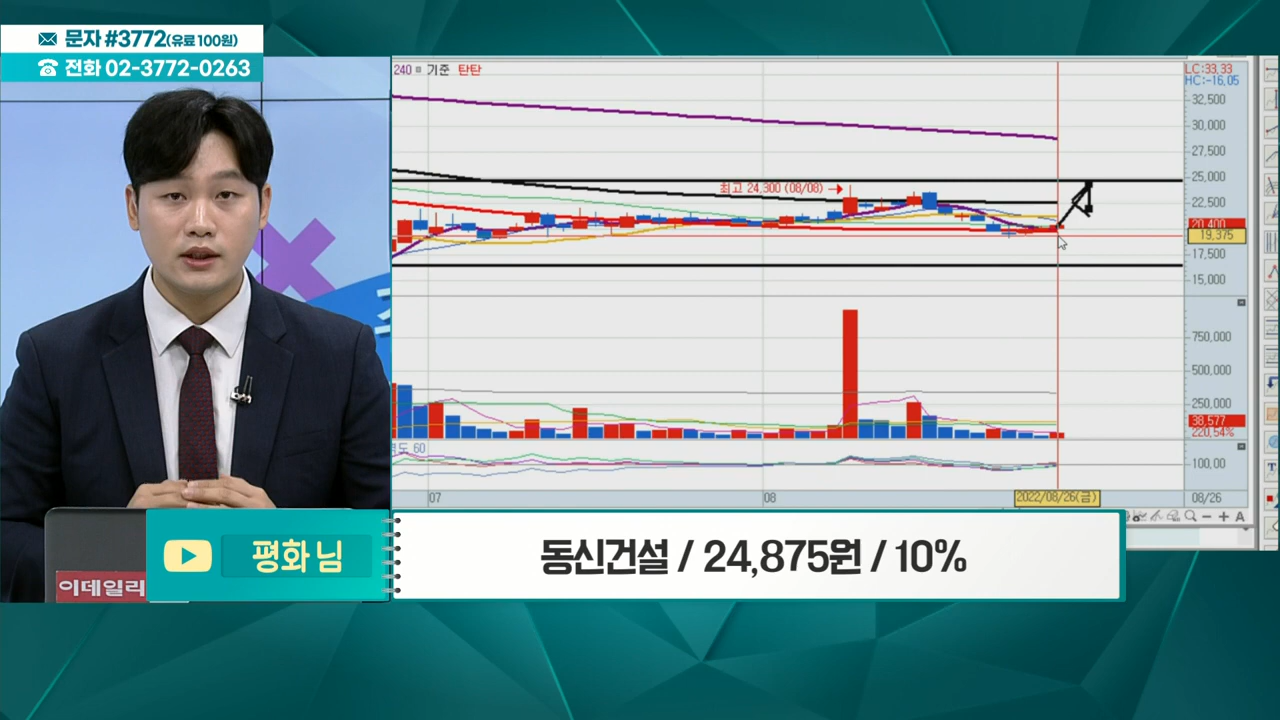 문자 #3772(유료 100원)
전화 02-3772-0263
240 기준 탄탄
LC:33,33
HC:-16,05
32,500
30,000
27,500
25,000
최고 24,300 (08/08)
22,500
20,400
19,375
17,500
15,000
750,000
500,000
250,000
38,577
220,54%
도 60
100,00
07
08
2022/08/26(금)
08/26
A
평화 님
동신건설 / 24,875원 / 10%
이데일리